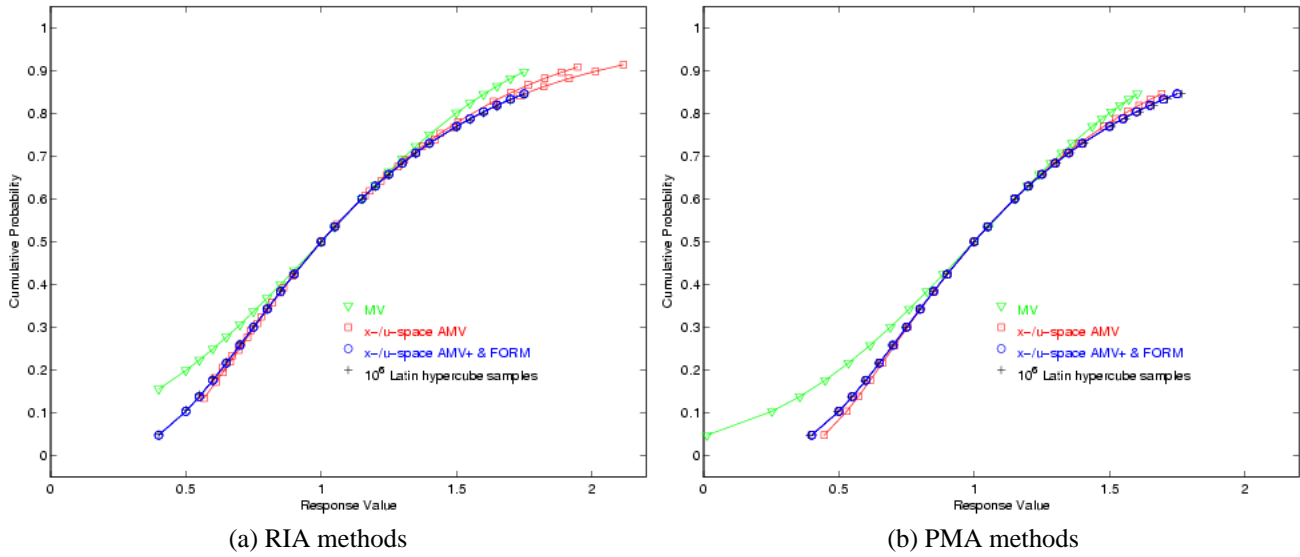 1
0.9
0.8
0.7
0.6
0.5
0.4
0.3
0.2
0.1
0
Cumulative Probability
MV
x-/u-space AMV
x-/u-space AMV+ & FORM
10^6 Latin hypercube samples
0 0.5 1 1.5 2
Response Value
(a) RIA methods
1
0.9
0.8
0.7
0.6
0.5
0.4
0.3
0.2
0.1
0
Cumulative Probability
MV
x-/u-space AMV
x-/u-space AMV+ & FORM
10^6 Latin hypercube samples
0 0.5 1 1.5 2
Response Value
(b) PMA methods